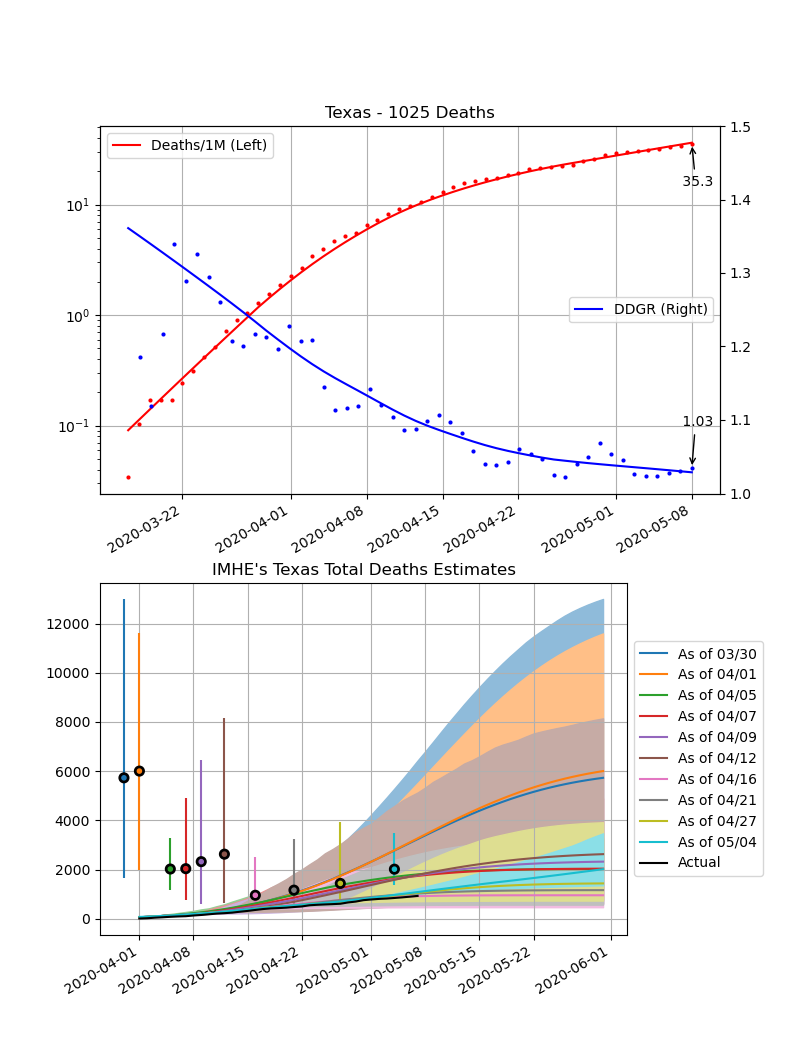 Texas - 1025 Deaths
Deaths/1M (Left)
DDGR (Right)
35.3
1.03
10¹
10⁰
10⁻¹
1.5
1.4
1.3
1.2
1.1
1.0
2020-03-22
2020-04-01
2020-04-08
2020-04-15
2020-04-22
2020-05-01
2020-05-08
IMHE's Texas Total Deaths Estimates
12000
10000
8000
6000
4000
2000
0
As of 03/30
As of 04/01
As of 04/05
As of 04/07
As of 04/09
As of 04/12
As of 04/16
As of 04/21
As of 04/27
As of 05/04
Actual
2020-04-01
2020-04-08
2020-04-15
2020-04-22
2020-05-01
2020-05-08
2020-05-15
2020-05-22
2020-06-01